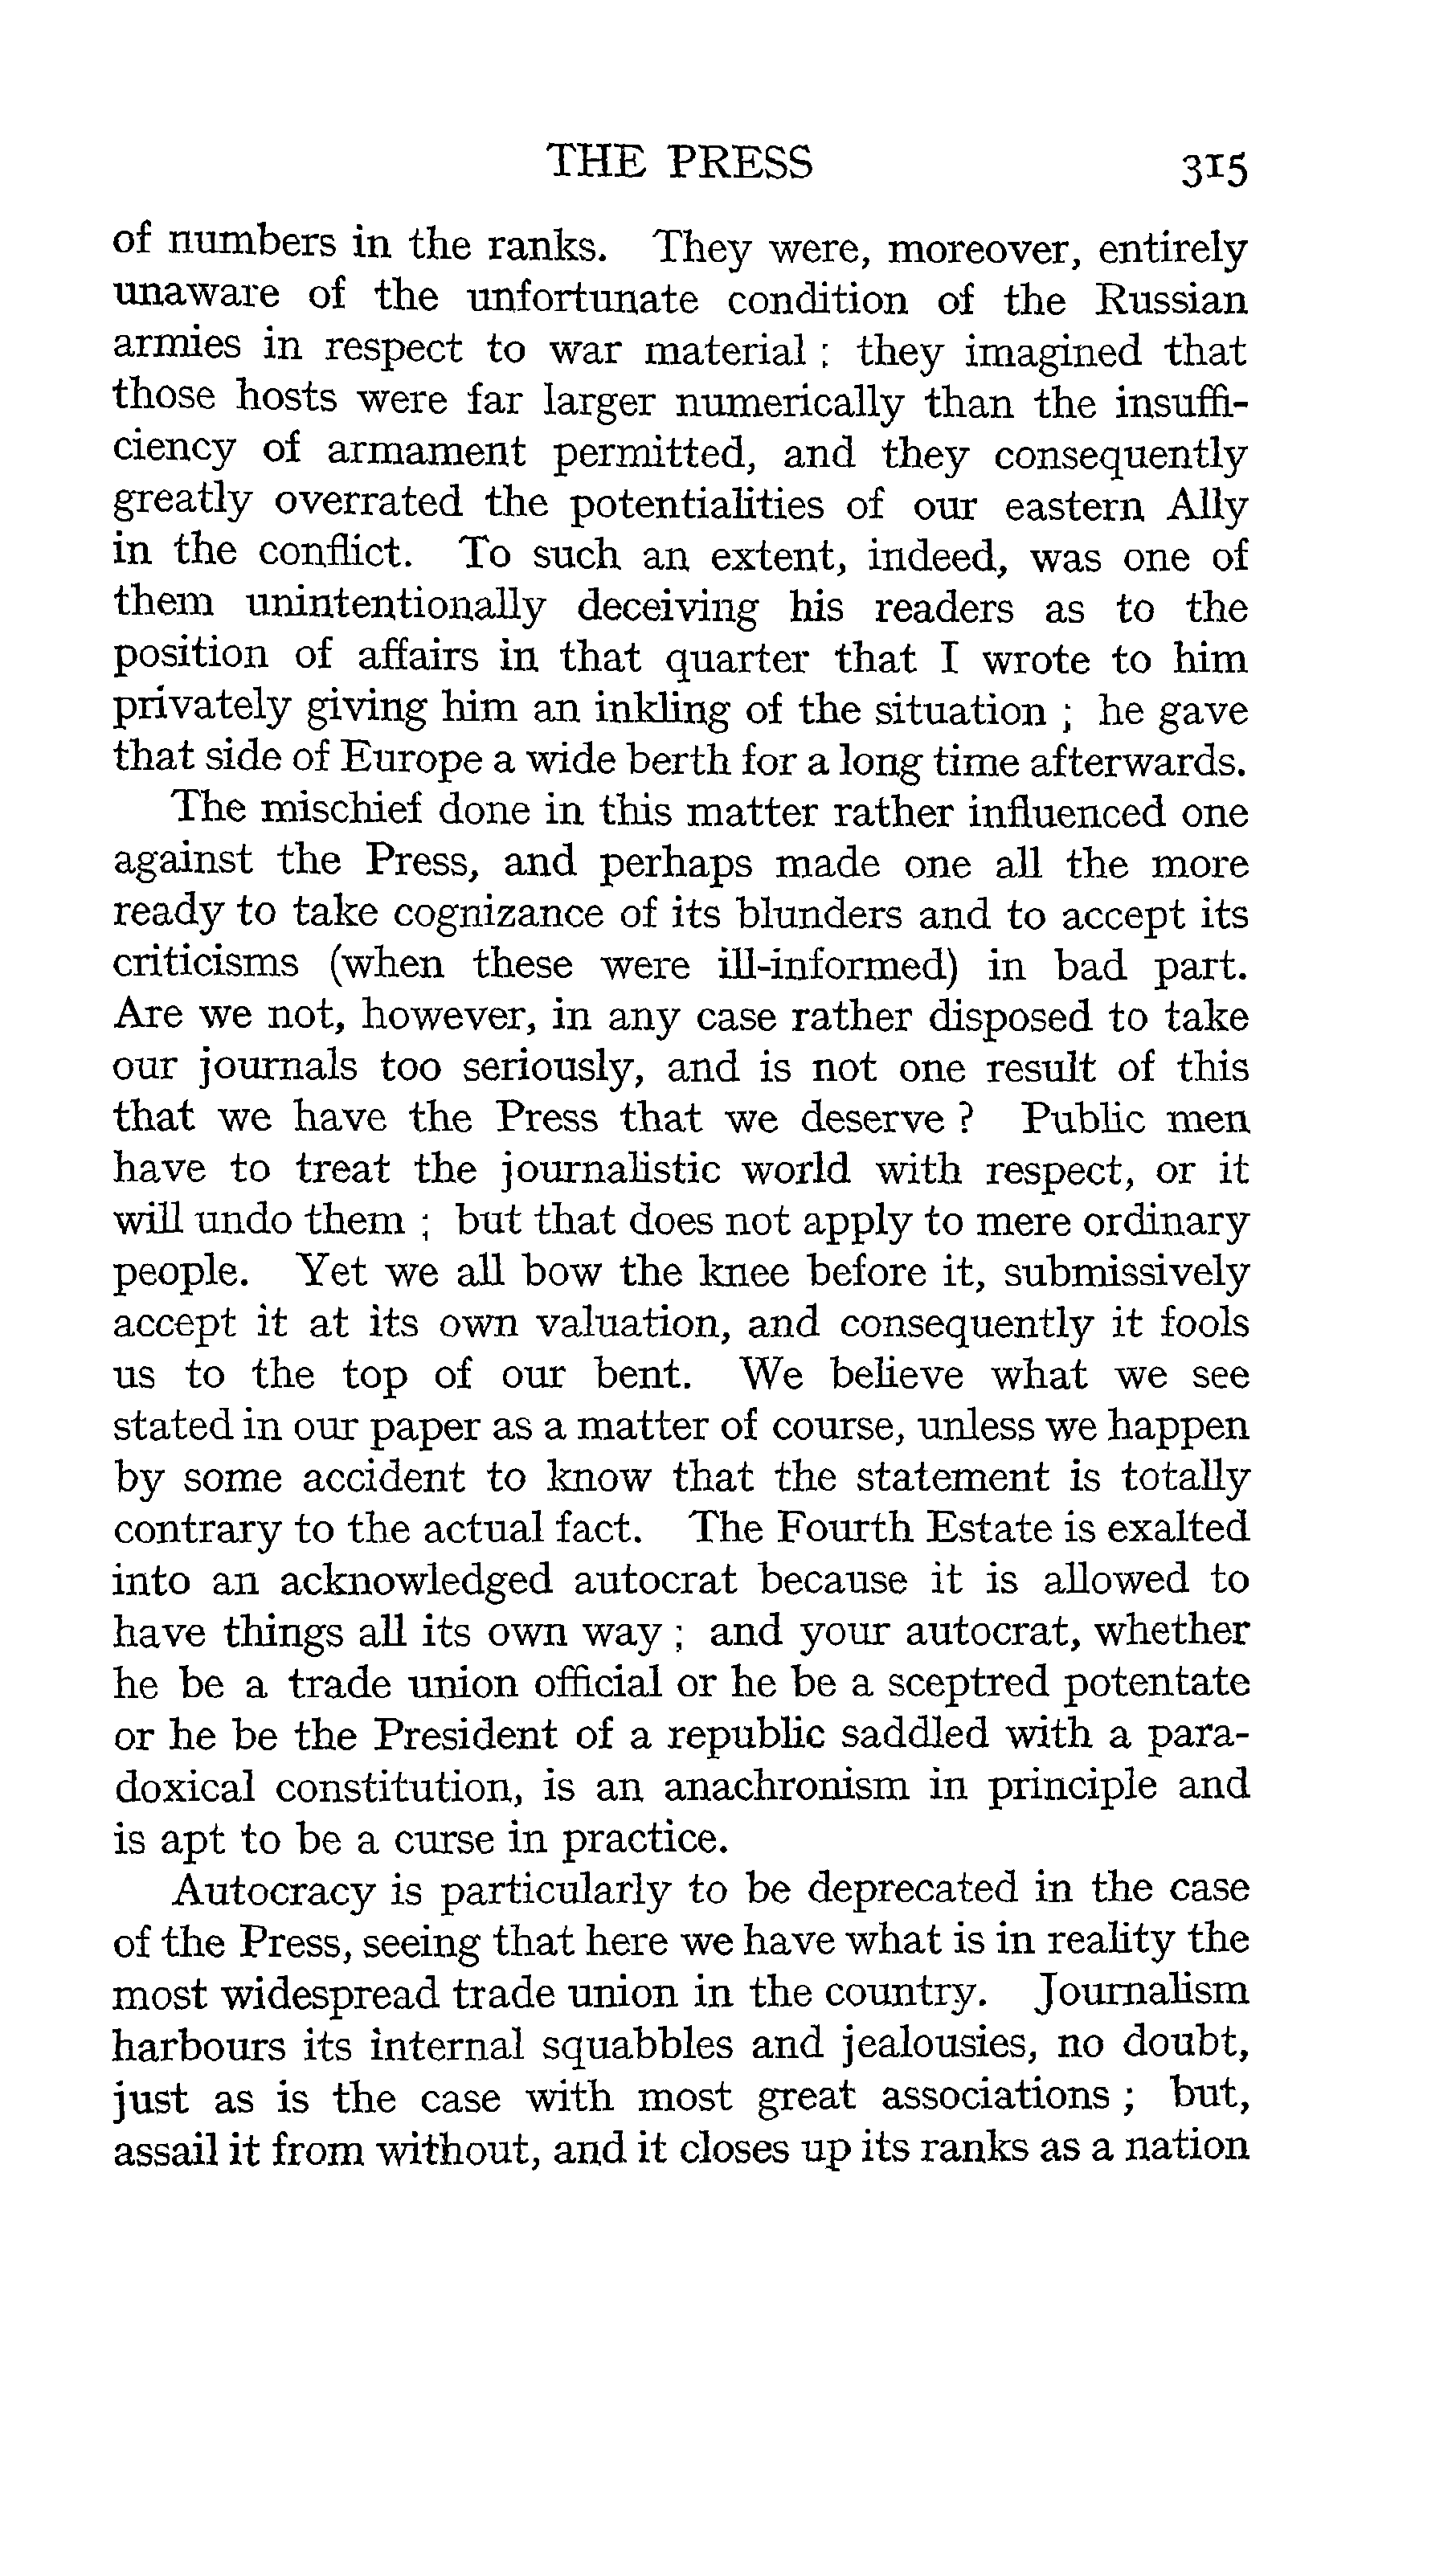 THE PRESS 315
of numbers in the ranks. They were, moreover, entirely
unaware of the unfortunate condition of the Russian
armies in respect to war material : they imagined that
those hosts were far larger numerically than the insuffi-
ciency of armament permitted, and they consequently
greatly overrated the potentialities of our eastern Ally
in the conflict. To such an extent, indeed, was one of
them unintentionally deceiving his readers as to the
position of affairs in that quarter that I wrote to him
privately giving him an inkling of the situation ; he gave
that side of Europe a wide berth for a long time afterwards.
The mischief done in this matter rather influenced one
against the Press, and perhaps made one all the more
ready to take cognizance of its blunders and to accept its
criticisms (when these were ill-informed) in bad part.
Are we not, however, in any case rather disposed to take
our journals too seriously, and is not one result of this
that we have the Press that we deserve ? Public men
have to treat the journalistic world with respect, or it
will undo them ; but that does not apply to mere ordinary
people. Yet we all bow the knee before it, submissively
accept it at its own valuation, and consequently it fools
us to the top of our bent. We believe what we see
stated in our paper as a matter of course, unless we happen
by some accident to know that the statement is totally
contrary to the actual fact. The Fourth Estate is exalted
into an acknowledged autocrat because it is allowed to
have things all its own way ; and your autocrat, whether
he be a trade union official or he be a sceptred potentate
or he be the President of a republic saddled with a para-
doxical constitution, is an anachronism in principle and
is apt to be a curse in practice.
Autocracy is particularly to be deprecated in the case
of the Press, seeing that here we have what is in reality the
most widespread trade union in the country. Journalism
harbours its internal squabbles and jealousies, no doubt,
just as is the case with most great associations ; but,
assail it from without, and it closes up its ranks as a nation